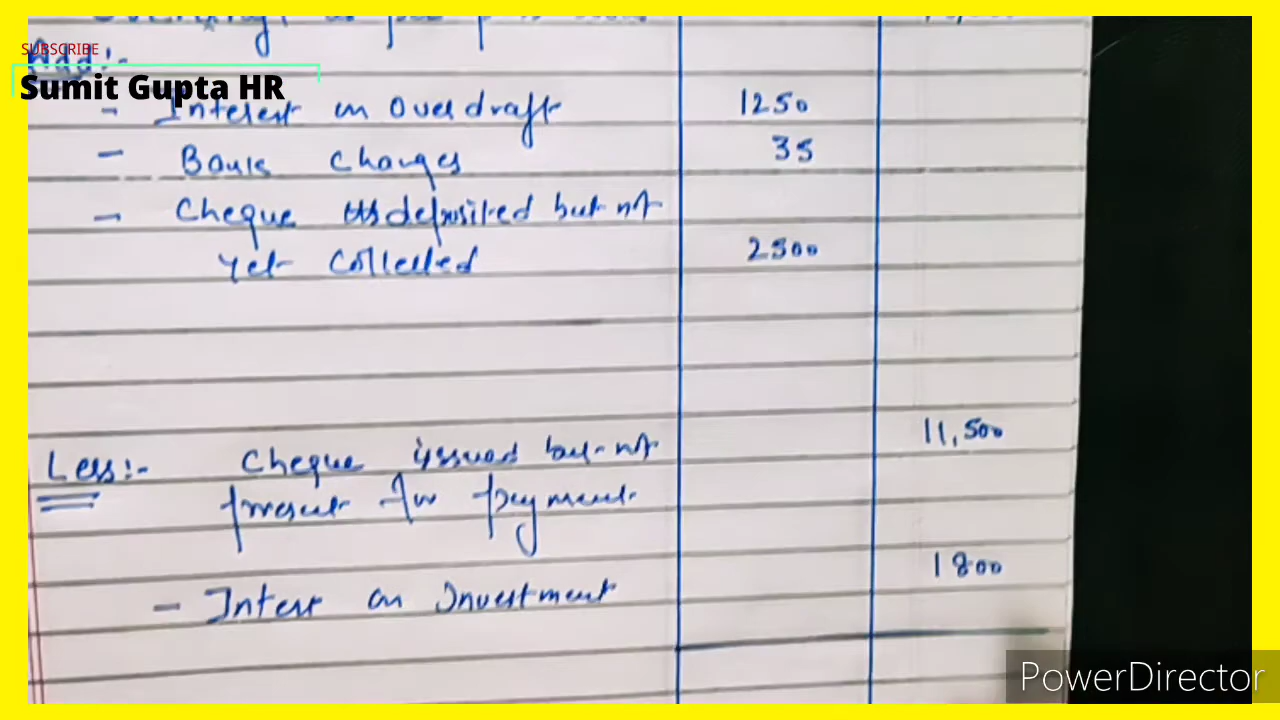 SUBSCRIBE
Add:-
Sumit Gupta HR
- Interest on Overdraft 1250
- Bank charges 35
- Cheque deposited but not
yet collected 2500
11,500
Less:- Cheque issued but not
present for payment
1800
- Interst on Investment
PowerDirector